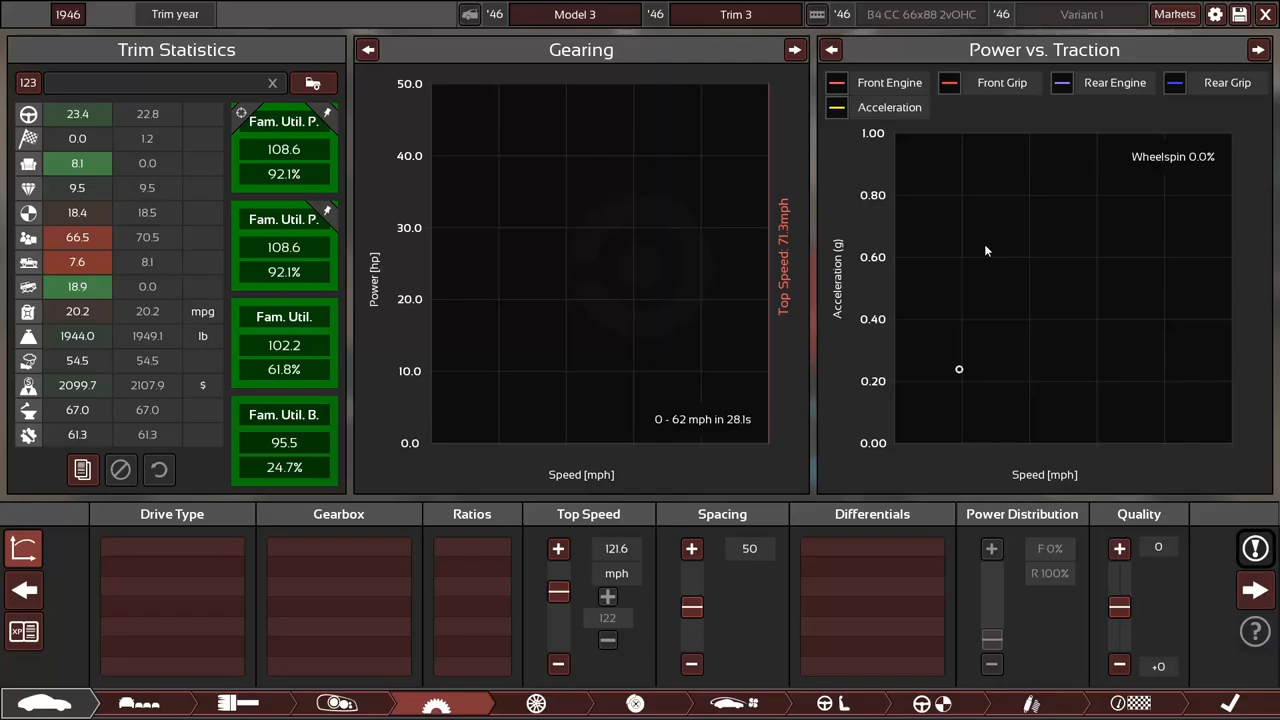 1946 Trim year '46 Model 3 '46 Trim 3 '46 B4 CC 66x88 2vOHC '46 Variant 1 Markets X
Trim Statistics
123 X
23.4 22.8
0.0 1.2
8.1 0.0
9.5 9.5
18.4 18.5
66.5 70.5
7.6 8.1
18.9 0.0
20.2 20.2 mpg
1944.0 1949.1 lb
54.5 54.5
2099.7 2107.9 $
67.0 67.0
61.3 61.3
Fam. Util. P.
108.6
92.1%
Fam. Util. P.
108.6
92.1%
Fam. Util.
102.2
61.8%
Fam. Util. B.
95.5
24.7%
Gearing
50.0
40.0
30.0
20.0
10.0
0.0
Power [hp]
Top Speed: 71.3mph
0 - 62 mph in 28.1s
Speed [mph]
Power vs. Traction
Front Engine Front Grip Rear Engine Rear Grip
Acceleration
1.00
0.80
0.60
0.40
0.20
0.00
Acceleration (g)
Wheelspin 0.0%
Speed [mph]
Drive Type Gearbox Ratios Top Speed Spacing Differentials Power Distribution Quality
121.6
mph
122
50
F 0%
R 100%
0
+0
XP